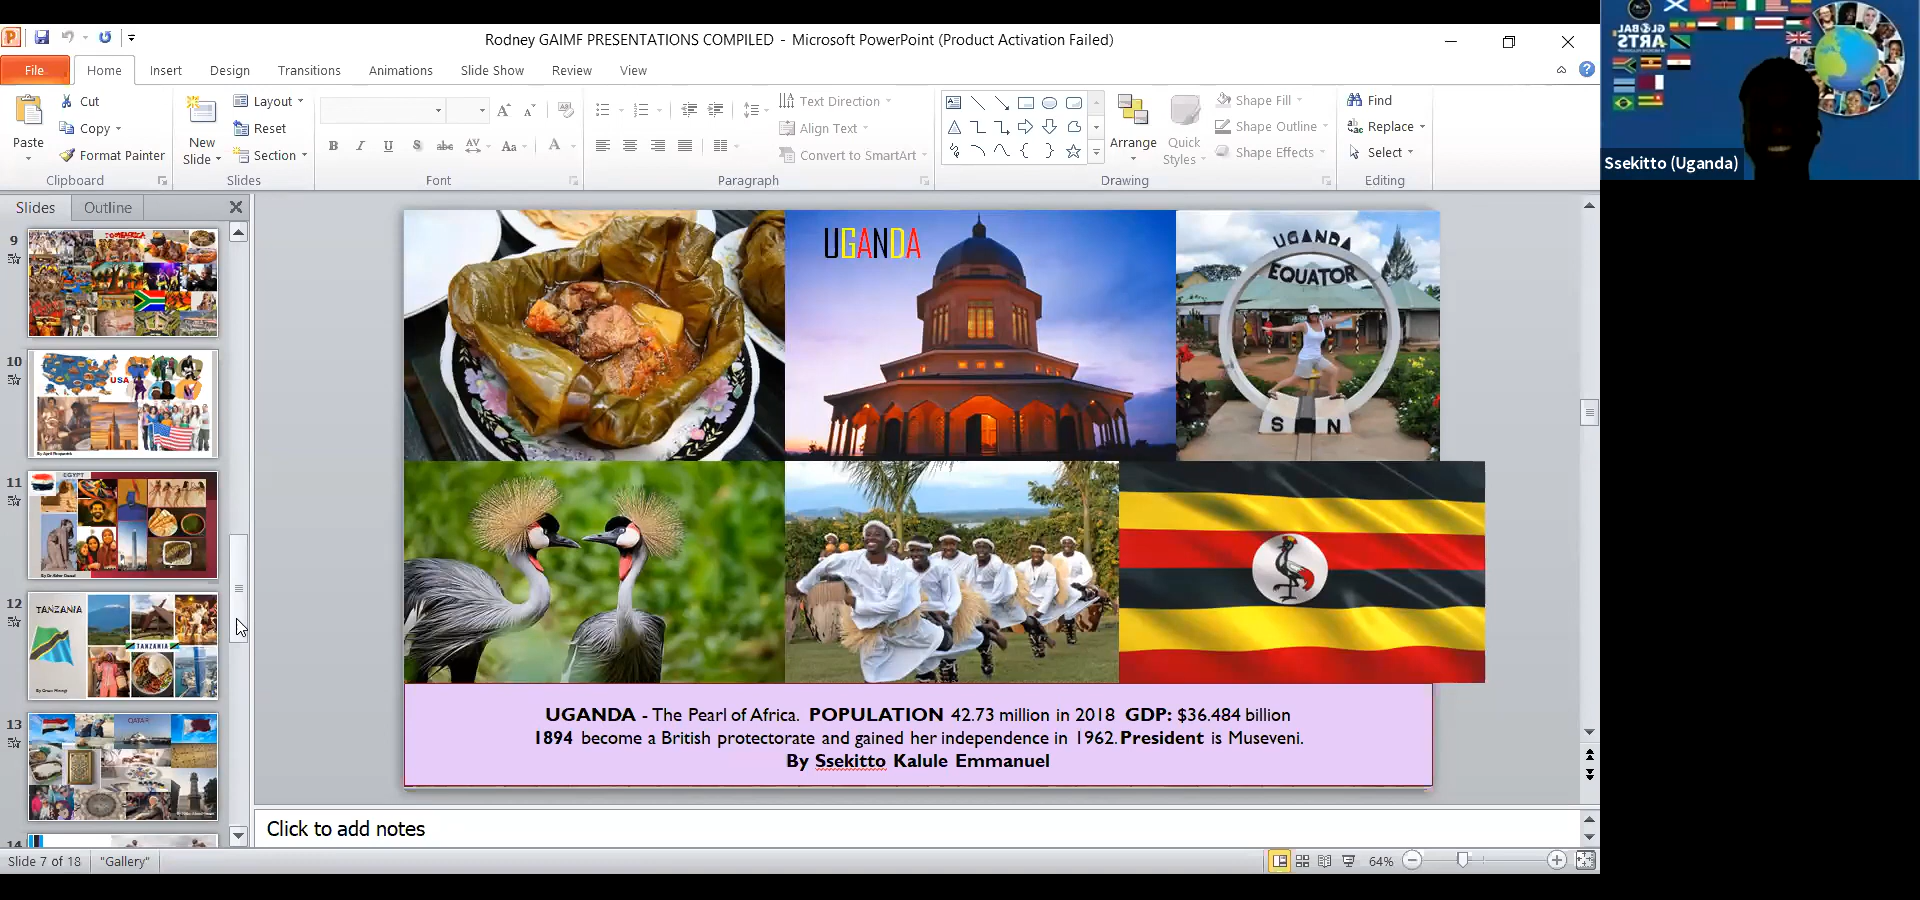 Rodney GAIMF PRESENTATIONS COMPILED - Microsoft PowerPoint (Product Activation Failed)
File Home Insert Design Transitions Animations Slide Show Review View
Paste
Cut
Copy
Format Painter
Clipboard
New Slide
Layout
Reset
Section
Slides
Font
Text Direction
Align Text
Convert to SmartArt
Paragraph
Arrange
Quick Styles
Shape Fill
Shape Outline
Shape Effects
Drawing
Find
Replace
Select
Editing
GLOBAL
ARTS
Ssekitto (Uganda)
Slides Outline
9
10
USA
11
EGYPT
12
TANZANIA
TANZANIA
13
QATAR
14
UGANDA
UGANDA
EQUATOR
S N
UGANDA - The Pearl of Africa. POPULATION 42.73 million in 2018 GDP: $36.484 billion
1894 become a British protectorate and gained her independence in 1962. President is Museveni.
By Ssekitto Kalule Emmanuel
Click to add notes
Slide 7 of 18 "Gallery" 64%